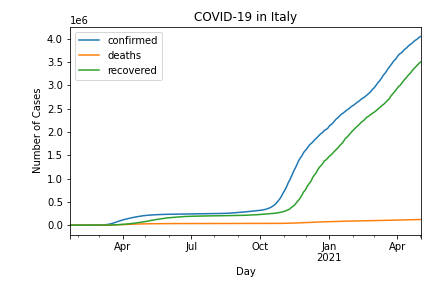 COVID-19 in Italy
1e6
confirmed
deaths
recovered
Number of Cases
4.0
3.5
3.0
2.5
2.0
1.5
1.0
0.5
0.0
Apr
Jul
Oct
Jan
2021
Apr
Day